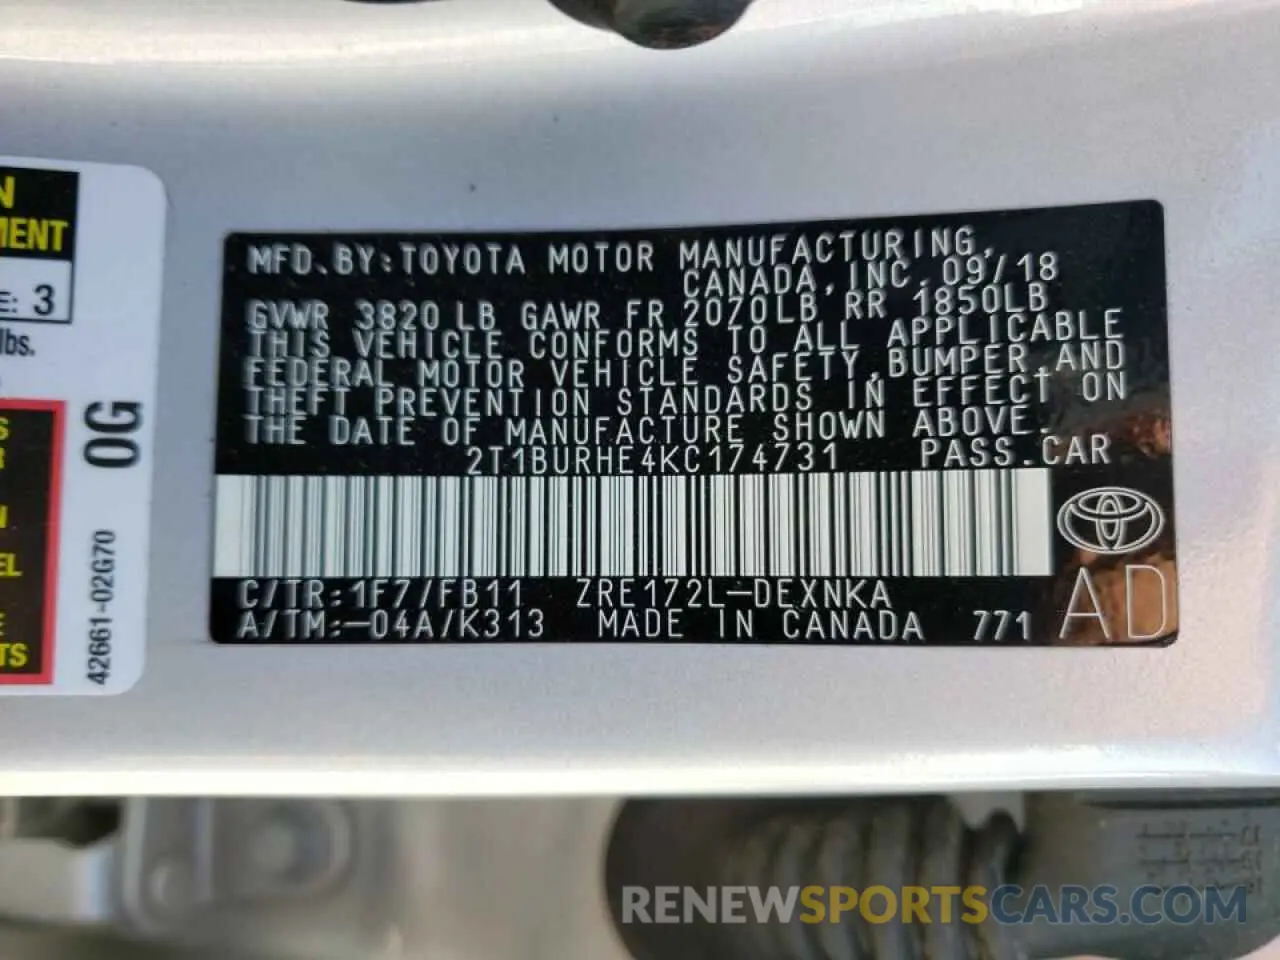 MFD.BY:TOYOTA MOTOR MANUFACTURING,
CANADA,INC. 09/18
GVWR 3820 LB GAWR FR 2070LB RR 1850LB
THIS VEHICLE CONFORMS TO ALL APPLICABLE
FEDERAL MOTOR VEHICLE SAFETY,BUMPER,AND
THEFT PREVENTION STANDARDS IN EFFECT ON
THE DATE OF MANUFACTURE SHOWN ABOVE.
2T1BURHE4KC174731 PASS.CAR
C/TR:1F7/FB11 ZRE172L-DEXNKA
A/TM:-04A/K313 MADE IN CANADA 771
AD
N
MENT
E: 3
lbs.
S
R
N
EL
E
TS
0G
42661-02G70
RENEWSPORTSCARS.COM